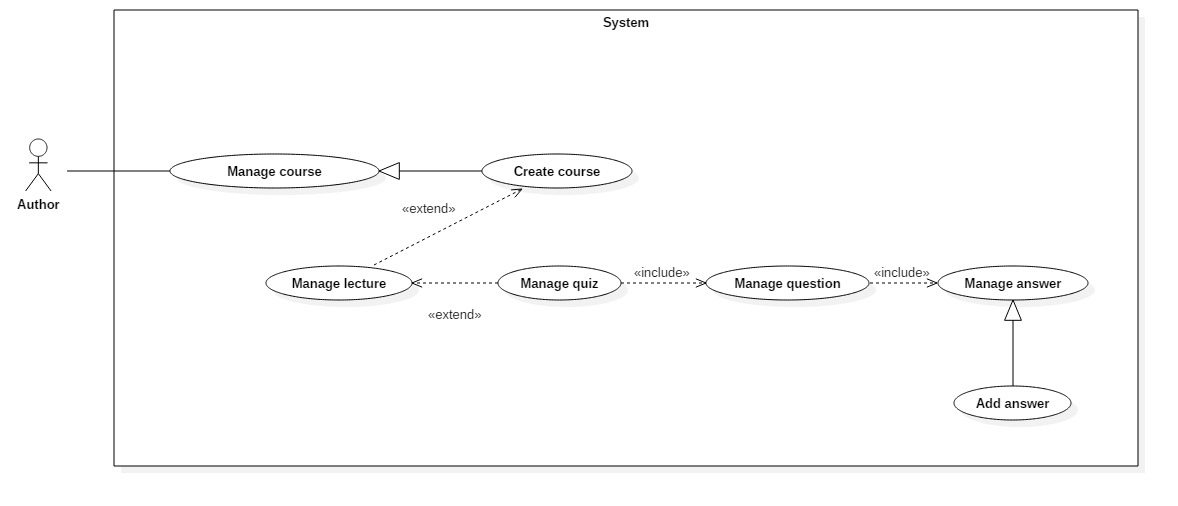 System
Manage course
Create course
Author
«extend»
Manage lecture
Manage quiz
«include»
Manage question
«include»
Manage answer
«extend»
Add answer